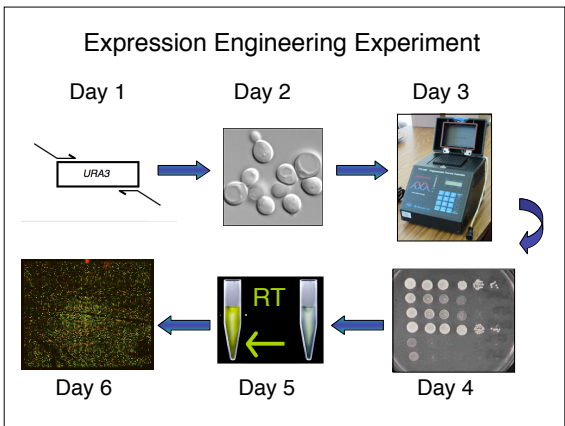 Expression Engineering Experiment
Day 1
Day 2
Day 3
URA3
RT
Day 6
Day 5
Day 4